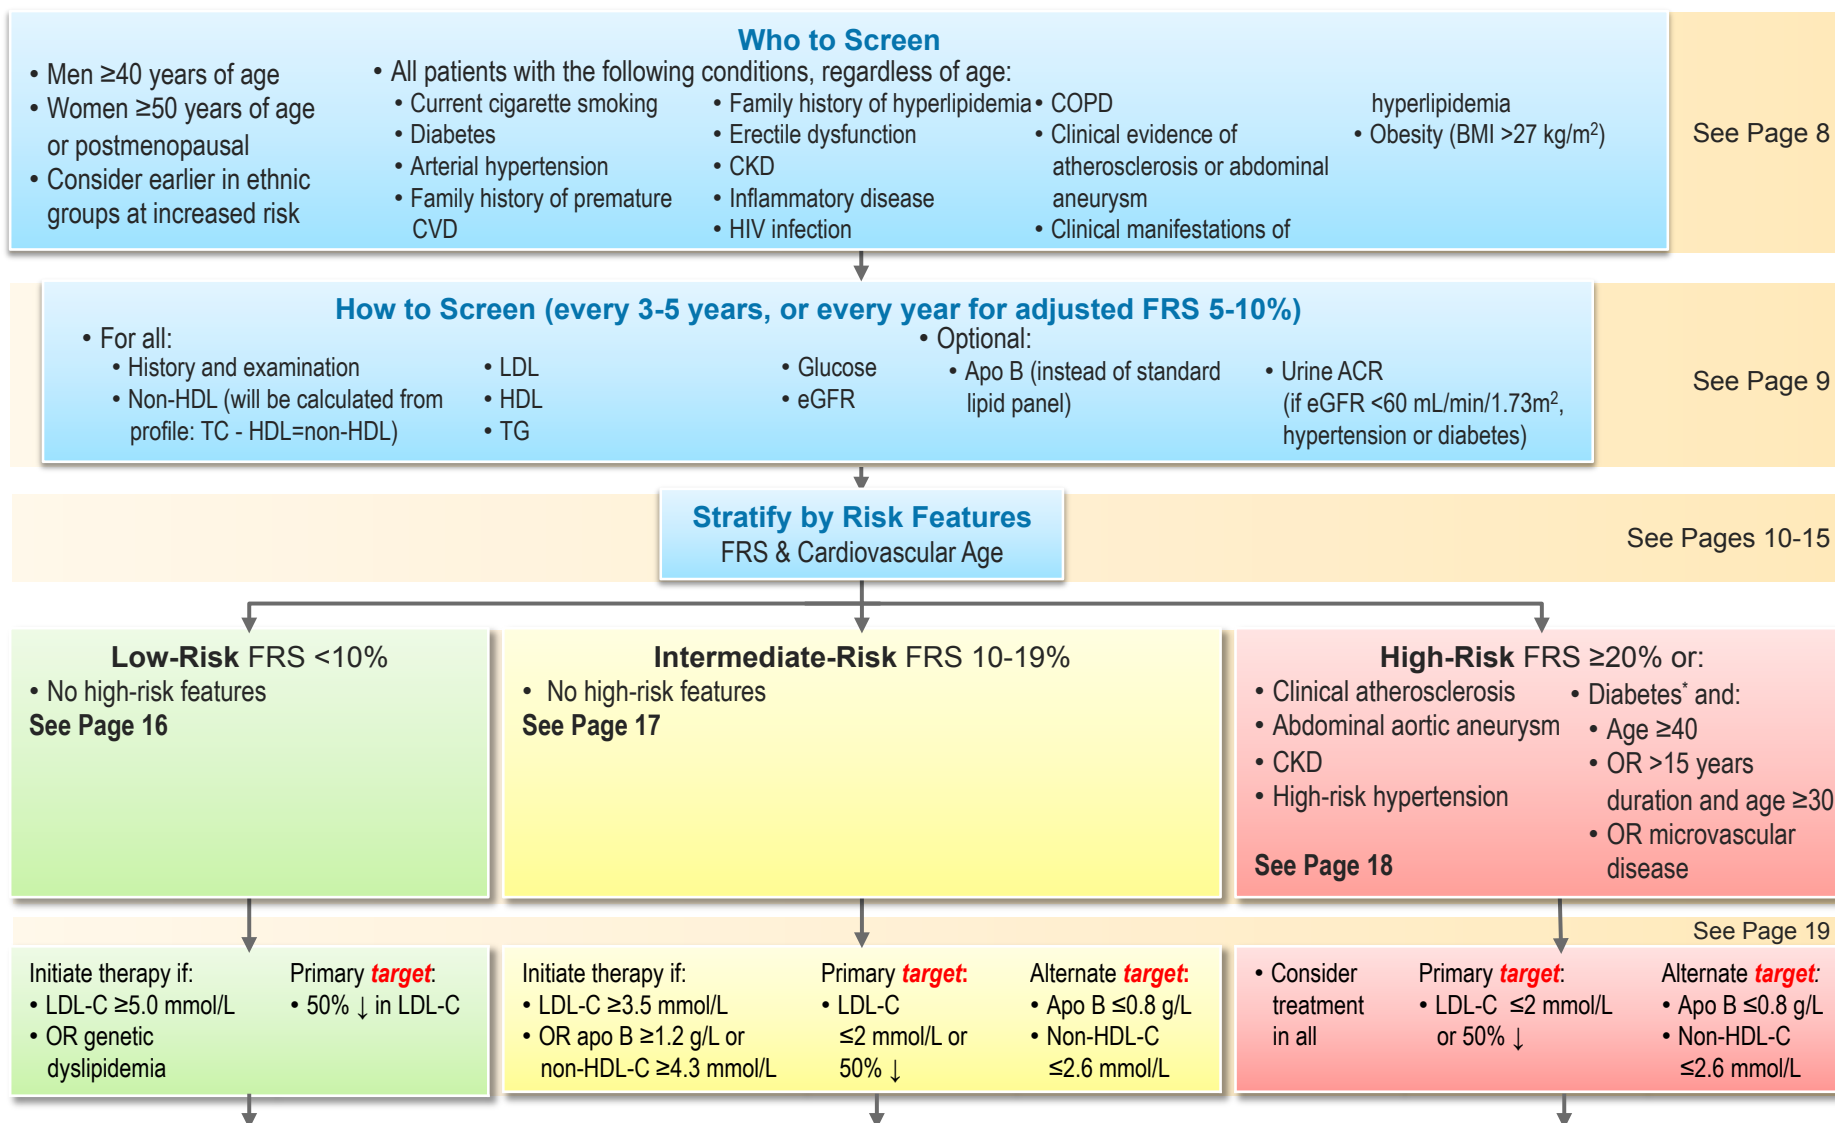 Who to Screen
• Men ≥40 years of age
• Women ≥50 years of age
or postmenopausal
• Consider earlier in ethnic
groups at increased risk
• All patients with the following conditions, regardless of age:
• Current cigarette smoking
• Diabetes
• Arterial hypertension
• Family history of premature
CVD
• Family history of hyperlipidemia
• Erectile dysfunction
• CKD
• Inflammatory disease
• HIV infection
• COPD
• Clinical evidence of
atherosclerosis or abdominal
aneurysm
• Clinical manifestations of
hyperlipidemia
• Obesity (BMI >27 kg/m²)
See Page 8
How to Screen (every 3-5 years, or every year for adjusted FRS 5-10%)
• For all:
• History and examination
• Non-HDL (will be calculated from
profile: TC - HDL=non-HDL)
• LDL
• HDL
• TG
• Glucose
• eGFR
• Optional:
• Apo B (instead of standard
lipid panel)
• Urine ACR
(if eGFR <60 mL/min/1.73m²,
hypertension or diabetes)
See Page 9
Stratify by Risk Features
FRS & Cardiovascular Age
See Pages 10-15
Low-Risk FRS <10%
• No high-risk features
See Page 16
Intermediate-Risk FRS 10-19%
• No high-risk features
See Page 17
High-Risk FRS ≥20% or:
• Clinical atherosclerosis
• Abdominal aortic aneurysm
• CKD
• High-risk hypertension
See Page 18
• Diabetes* and:
• Age ≥40
• OR >15 years
duration and age ≥30
• OR microvascular
disease
See Page 19
Initiate therapy if:
• LDL-C ≥5.0 mmol/L
• OR genetic
dyslipidemia
Primary target:
• 50% ↓ in LDL-C
Initiate therapy if:
• LDL-C ≥3.5 mmol/L
• OR apo B ≥1.2 g/L or
non-HDL-C ≥4.3 mmol/L
Primary target:
• LDL-C
≤2 mmol/L or
50% ↓
Alternate target:
• Apo B ≤0.8 g/L
• Non-HDL-C
≤2.6 mmol/L
• Consider
treatment
in all
Primary target:
• LDL-C ≤2 mmol/L
or 50% ↓
Alternate target:
• Apo B ≤0.8 g/L
• Non-HDL-C
≤2.6 mmol/L